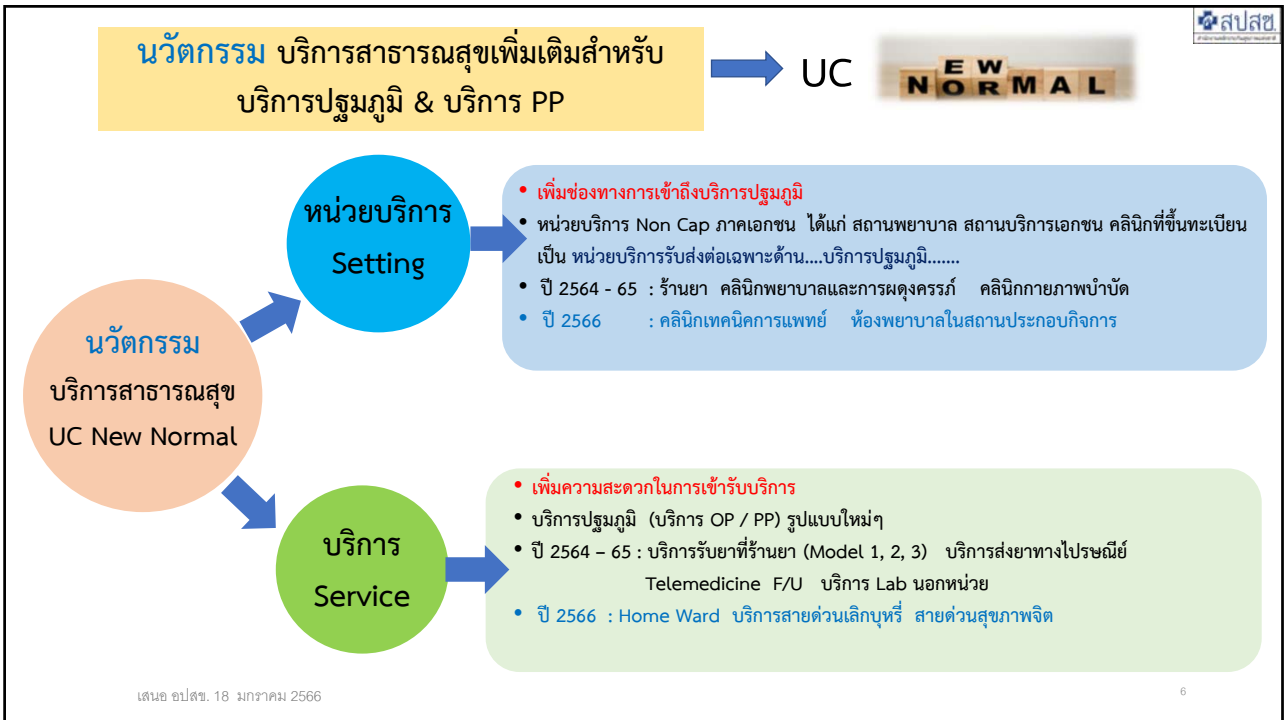 สปสช.
นวัตกรรม บริการสาธารณสุขเพิ่มเติมสำหรับ
บริการปฐมภูมิ & บริการ PP
UC
EW
NORMAL
หน่วยบริการ
Setting
• เพิ่มช่องทางการเข้าถึงบริการปฐมภูมิ
• หน่วยบริการ Non Cap ภาคเอกชน ได้แก่ สถานพยาบาล สถานบริการเอกชน คลินิกที่ขึ้นทะเบียน
เป็น หน่วยบริการรับส่งต่อเฉพาะด้าน....บริการปฐมภูมิ.......
• ปี 2564 - 65 : ร้านยา คลินิกพยาบาลและการผดุงครรภ์ คลินิกกายภาพบำบัด
• ปี 2566 : คลินิกเทคนิคการแพทย์ ห้องพยาบาลในสถานประกอบกิจการ
นวัตกรรม
บริการสาธารณสุข
UC New Normal
บริการ
Service
• เพิ่มความสะดวกในการเข้ารับบริการ
• บริการปฐมภูมิ (บริการ OP / PP) รูปแบบใหม่ๆ
• ปี 2564 – 65 : บริการรับยาที่ร้านยา (Model 1, 2, 3) บริการส่งยาทางไปรษณีย์
Telemedicine F/U บริการ Lab นอกหน่วย
• ปี 2566 : Home Ward บริการสายด่วนเลิกบุหรี่ สายด่วนสุขภาพจิต
เสนอ อปสข. 18 มกราคม 2566
6